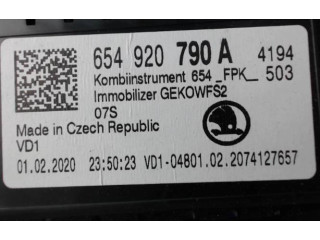 654 920 790 A 4194
Kombiinstrument 654 _FPK_ 503
Immobilizer GEKOWFS2
07S
Made in Czech Republic
VD1
01.02.2020 23:50:23 VD1-04801.02.2074127657